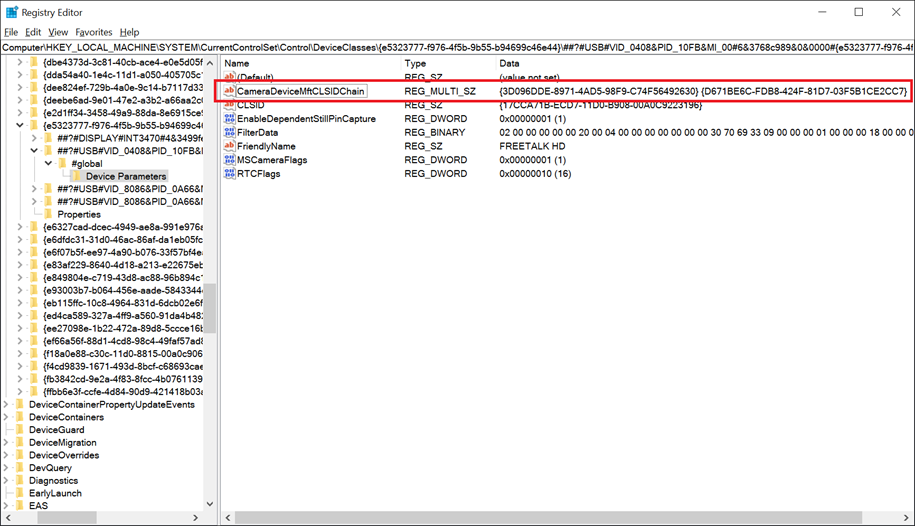 Registry Editor
File Edit View Favorites Help
Computer\HKEY_LOCAL_MACHINE\SYSTEM\CurrentControlSet\Control\DeviceClasses\{e5323777-f976-4f5b-9b55-b94699c46e44}\##?#USB#VID_0408&PID_10FB&MI_00#6&3768c989&0&0000#{e5323777-f976-4f
{dbe4373d-3c81-40cb-ace4-e0e5d05f
{dda54a40-1e4c-11d1-a050-405705c1
{dee824ef-729b-4a0e-9c14-b7117d33
{deebe6ad-9e01-47e2-a3b2-a66aa2c0
{e2d1ff34-3458-49a9-88da-8e6915ce9
{e5323777-f976-4f5b-9b55-b94699c4
##?#DISPLAY#INT3470#4&3499fe
##?#USB#VID_0408&PID_10FB&M
#global
Device Parameters
##?#USB#VID_8086&PID_0A66&M
##?#USB#VID_8086&PID_0A66&M
Properties
{e6327cad-dcec-4949-ae8a-991e976a
{e6dfdc31-31d0-46ac-86af-da1eb05fc
{e6f07b5f-ee97-4a90-b076-33f57bf4ea
{e83af229-8640-4d18-a213-e22675eb
{e849804e-c719-43d8-ac88-96b894c1
{e93003b7-b064-456e-aade-5843344
{eb115ffc-10c8-4964-831d-6dcb02e6f
{ed4ca589-327a-4ff9-a560-91da4b482
{ee27098e-1b22-472a-89d8-5ccce16b
{ef66a56f-88d1-4cd8-98c4-49faf57ad8
{f18a0e88-c30c-11d0-8815-00a0c906
{f4cd9839-1671-493d-8bcf-c68693cae
{fb3842cd-9e2a-4f83-8fcc-4b0761139
{ffbb6e3f-ccfe-4d84-90d9-421418b03a
DeviceContainerPropertyUpdateEvents
DeviceContainers
DeviceGuard
DeviceMigration
DeviceOverrides
DevQuery
Diagnostics
EarlyLaunch
EAS
Name Type Data
(Default) REG_SZ (value not set)
CameraDeviceMftCLSIDChain REG_MULTI_SZ {3D096DDE-8971-4AD5-98F9-C74F56492630} {D671BE6C-FDB8-424F-81D7-03F5B1CE2CC7}
CLSID REG_SZ {17CCA71B-ECD7-11D0-B908-00A0C9223196}
EnableDependentStillPinCapture REG_DWORD 0x00000001 (1)
FilterData REG_BINARY 02 00 00 00 00 00 20 00 04 00 00 00 00 00 00 00 30 70 69 33 09 00 00 00 01 00 00 00 18 00 00 0
FriendlyName REG_SZ FREETALK HD
MSCameraFlags REG_DWORD 0x00000001 (1)
RTCFlags REG_DWORD 0x00000010 (16)